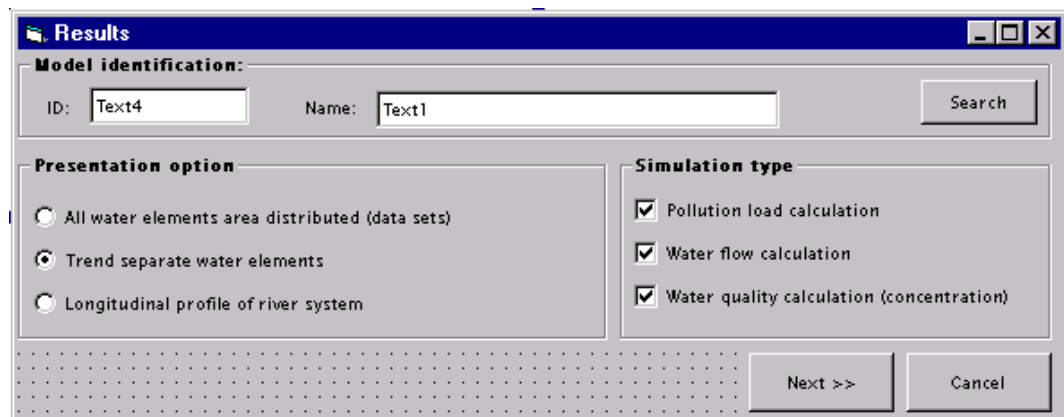 Results
Model identification:
ID: Text4 Name: Text1 Search
Presentation option
All water elements area distributed (data sets)
Trend separate water elements
Longitudinal profile of river system
Simulation type
Pollution load calculation
Water flow calculation
Water quality calculation (concentration)
Next >> Cancel